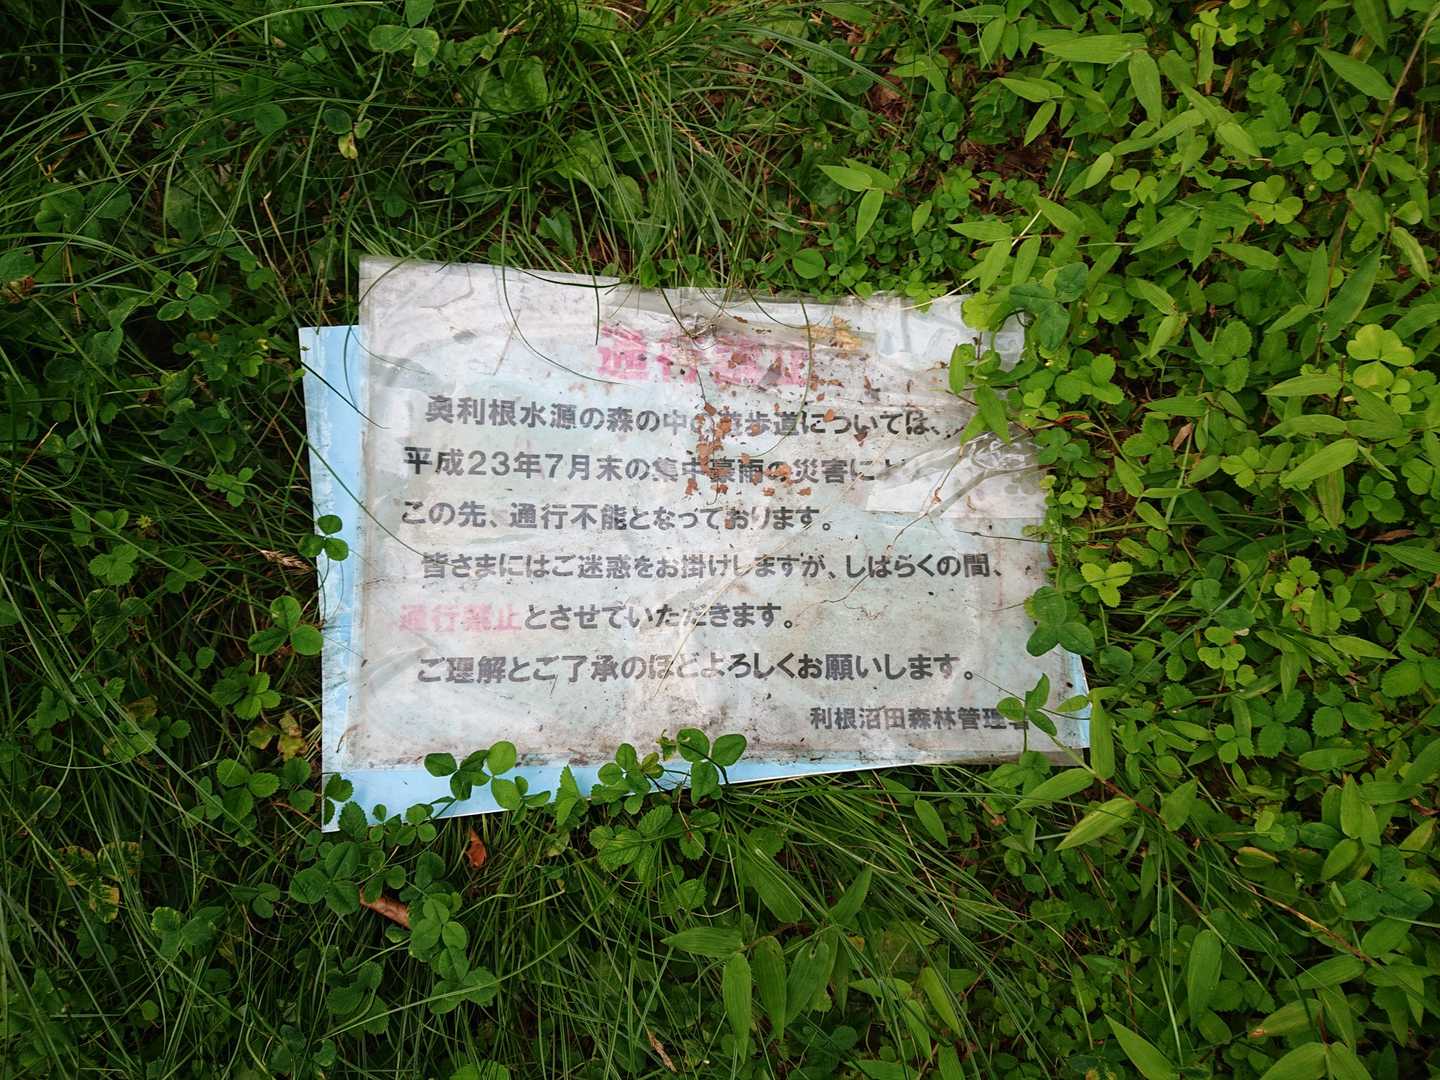 通行禁止
奥利根水源の森の中の遊歩道については、
平成23年7月末の集中豪雨の災害により
この先、通行不能となっております。
皆さまにはご迷惑をお掛けしますが、しばらくの間、
通行禁止とさせていただきます。
ご理解とご了承のほどよろしくお願いします。
利根沼田森林管理署